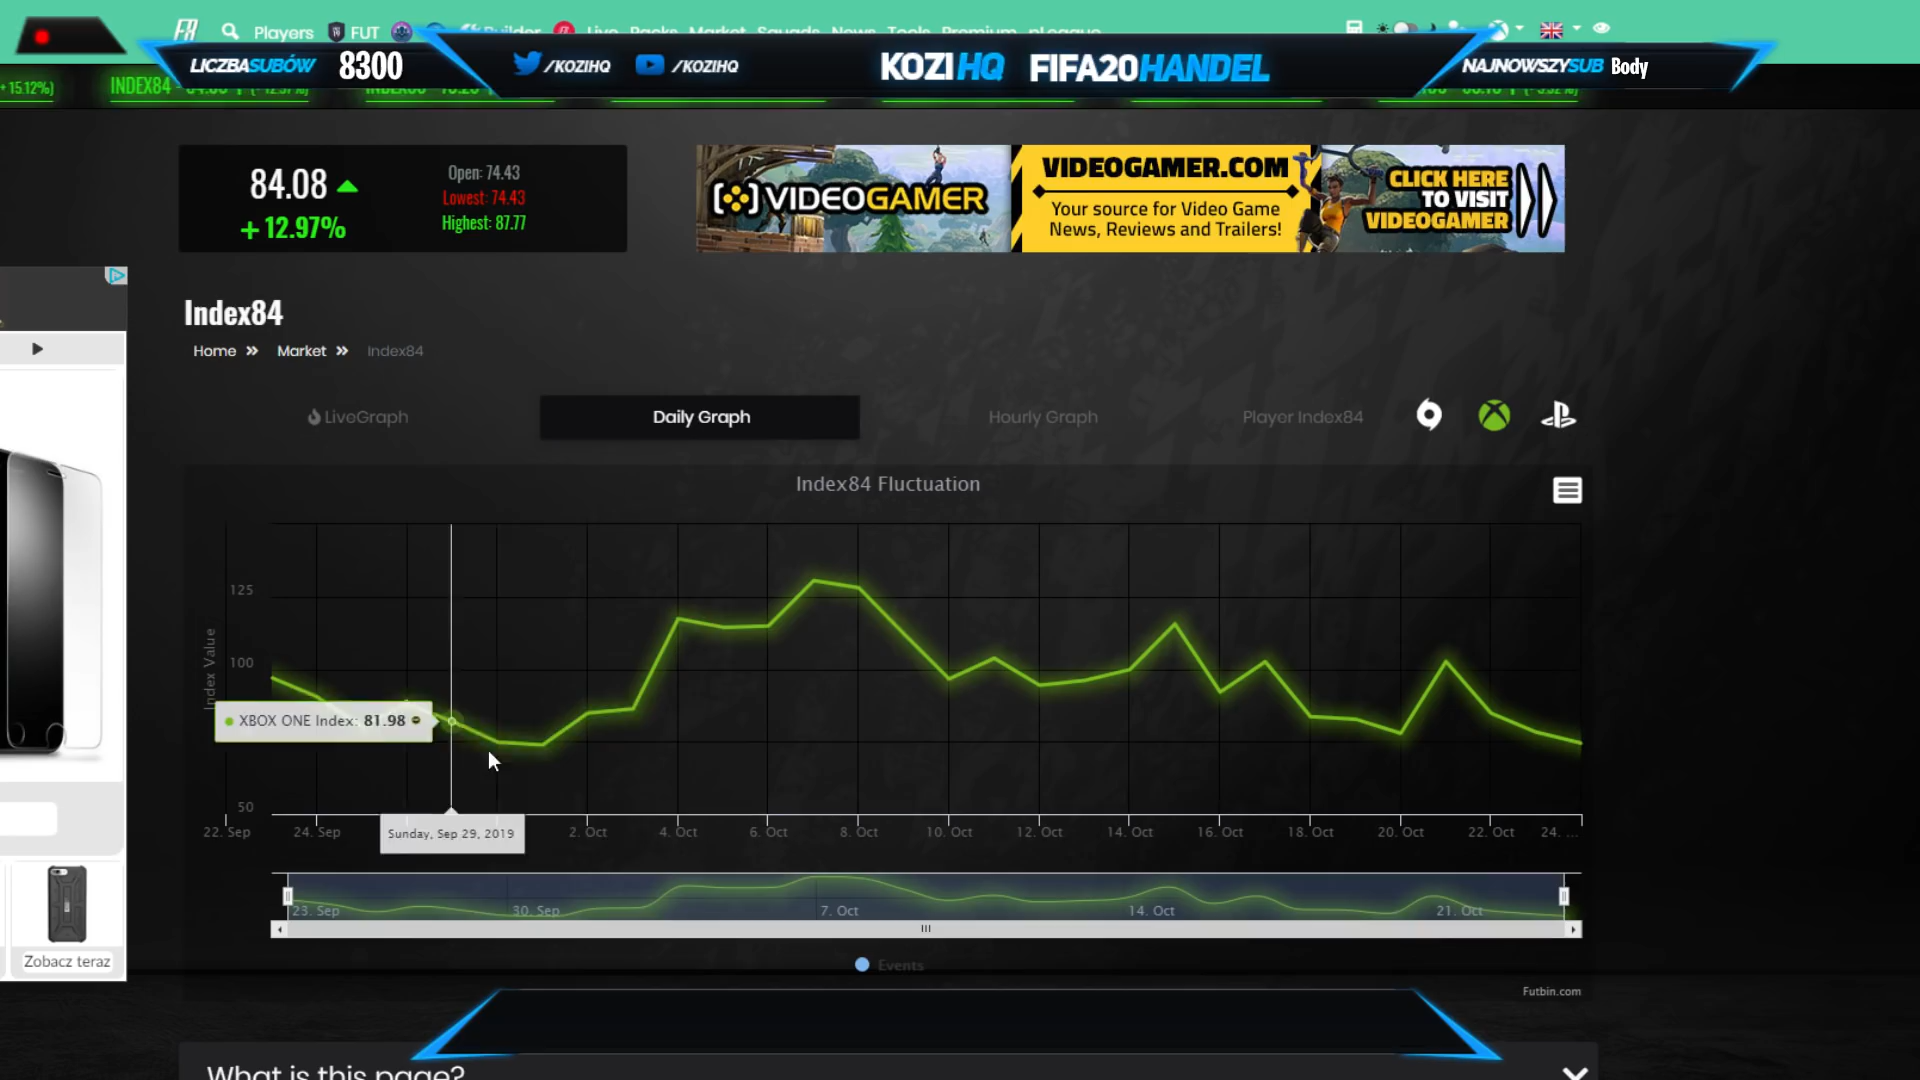 Players FUT
LICZBASUBÓW 8300
/KOZIHQ /KOZIHQ
KOZIHQ FIFA20HANDEL
NAJNOWSZYSUB Body
+15.12%) INDEX84 -
84.08
+12.97%
Open: 74.43
Lowest: 74.43
Highest: 87.77
VIDEOGAMER
VIDEOGAMER.COM
Your source for Video Game
News, Reviews and Trailers!
CLICK HERE
TO VISIT
VIDEOGAMER
Index84
Home » Market » Index84
LiveGraph Daily Graph Hourly Graph Player Index84
Index84 Fluctuation
Index Value
125
100
50
XBOX ONE Index: 81.98
22. Sep 24. Sep 2. Oct 4. Oct 6. Oct 8. Oct 10. Oct 12. Oct 14. Oct 16. Oct 18. Oct 20. Oct 22. Oct 24. ...
Sunday, Sep 29, 2019
23. Sep 30. Sep 7. Oct 14. Oct 21. Oct
Events
Futbin.com
Zobacz teraz
What is this page?